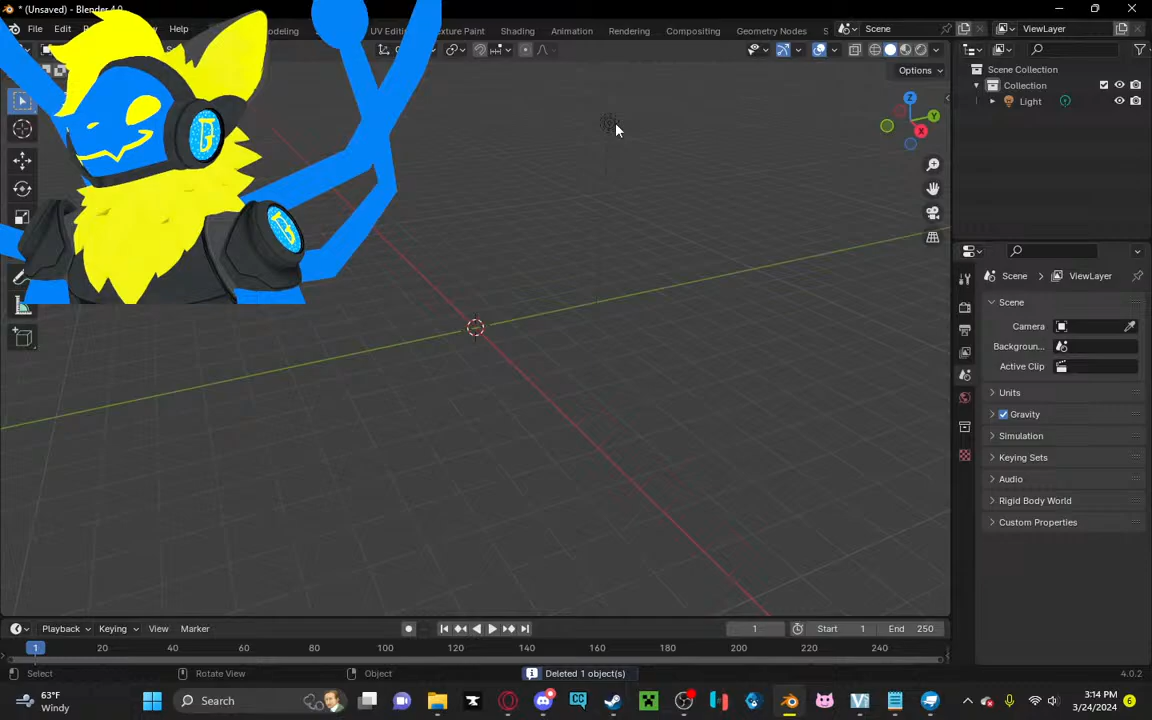 * (Unsaved) - Blender 4.0
File Edit Help Modeling UV Editing Texture Paint Shading Animation Rendering Compositing Geometry Nodes Scene ViewLayer
Options
Scene Collection
Collection
Light
Z
Y
X
Scene ViewLayer
Scene
Camera
Backgroun...
Active Clip
Units
Gravity
Simulation
Keying Sets
Audio
Rigid Body World
Custom Properties
Playback Keying View Marker 1 Start 1 End 250
1 20 40 60 80 100 120 140 160 180 200 220 240
Select Rotate View Object Deleted 1 object(s) 4.0.2
63°F
Windy
Search
3:14 PM
3/24/2024
6